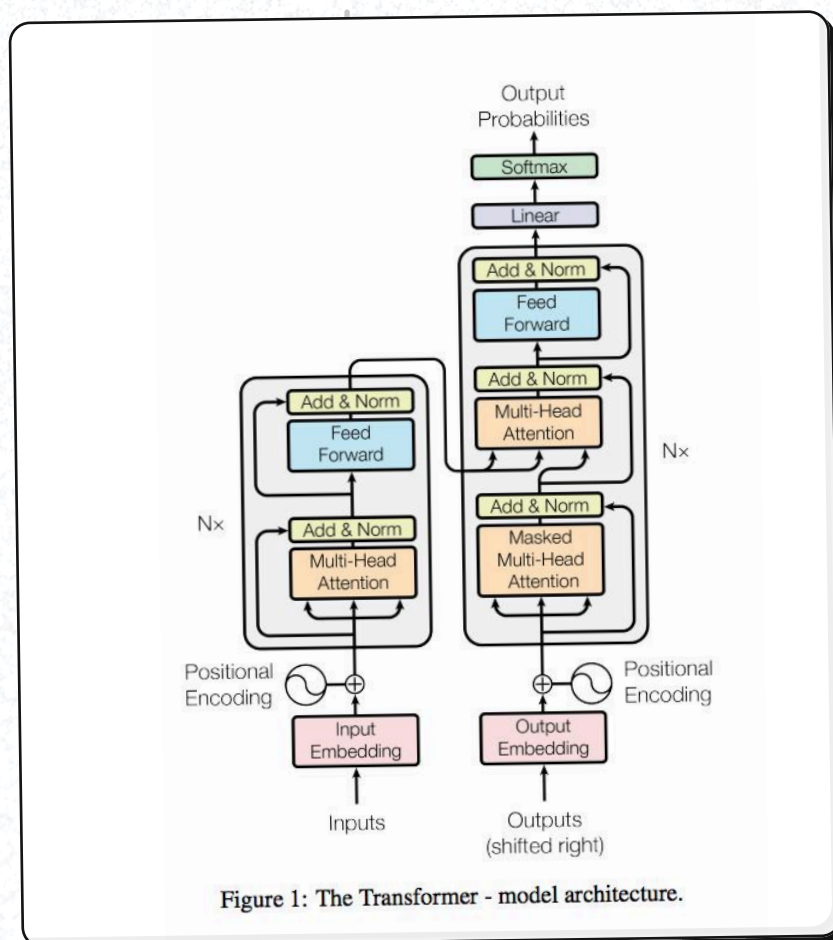 Output
Probabilities
Softmax
Linear
Add & Norm
Feed
Forward
Add & Norm
Multi-Head
Attention
Add & Norm
Masked
Multi-Head
Attention
Nx
Add & Norm
Feed
Forward
Add & Norm
Multi-Head
Attention
Nx
Positional
Encoding
Positional
Encoding
Input
Embedding
Output
Embedding
Inputs
Outputs
(shifted right)
Figure 1: The Transformer - model architecture.